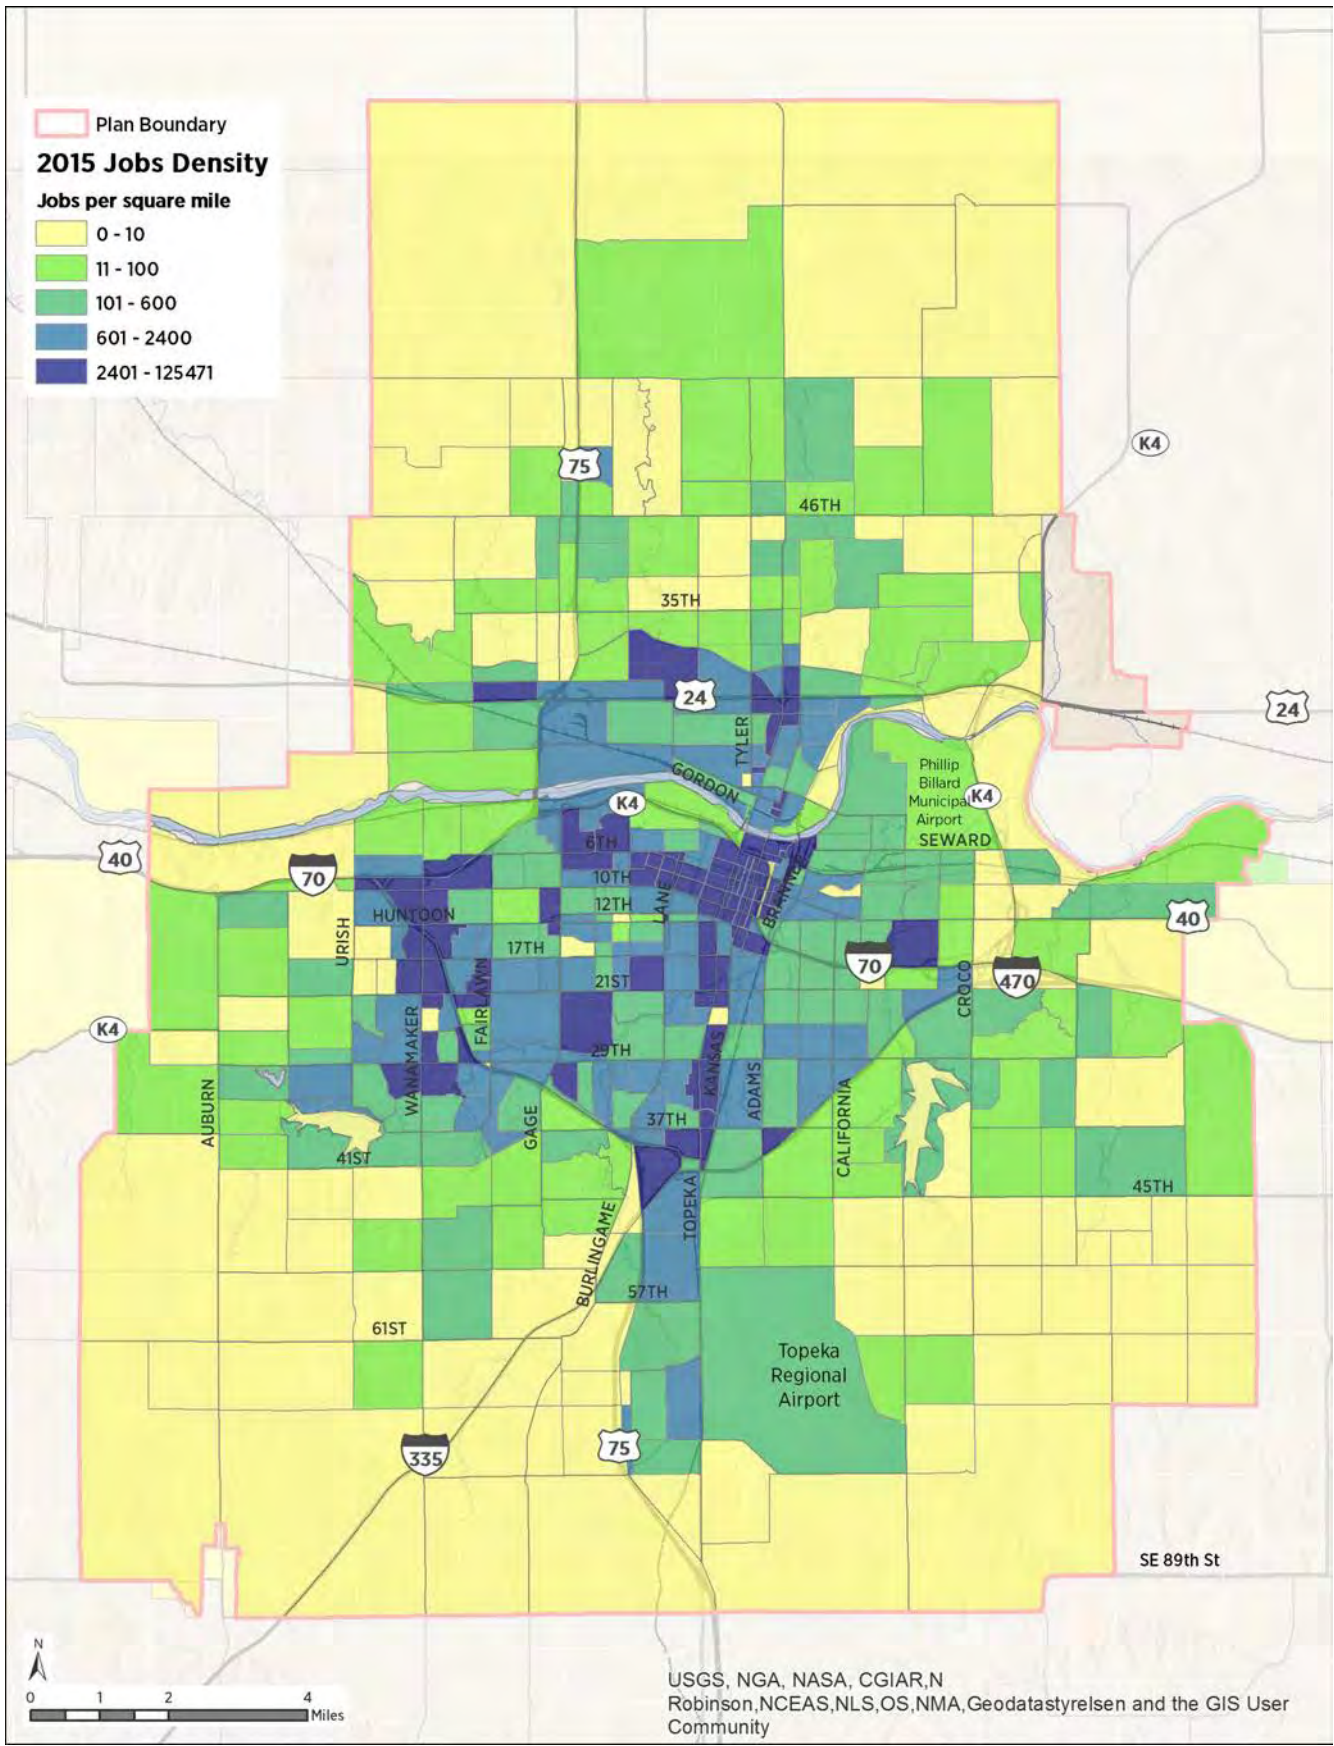 Plan Boundary
2015 Jobs Density
Jobs per square mile
0 - 10
11 - 100
101 - 600
601 - 2400
2401 - 125471
K4
75
46TH
35TH
24
24
TYLER
GORDON
Phillip
Billard
Municipal
Airport
K4
K4
SEWARD
40
6TH
70
10TH
LANE
BRANNER
12TH
HUNTOON
40
URISH
17TH
70
FAIRLAWN
21ST
CROCO
470
K4
WANAMAKER
KANSAS
29TH
AUBURN
ADAMS
CALIFORNIA
GAGE
37TH
41ST
45TH
TOPEKA
BURLINGAME
57TH
61ST
Topeka
Regional
Airport
335
75
SE 89th St
N
0 1 2 4
Miles
USGS, NGA, NASA, CGIAR,N
Robinson,NCEAS,NLS,OS,NMA,Geodatastyrelsen and the GIS User
Community